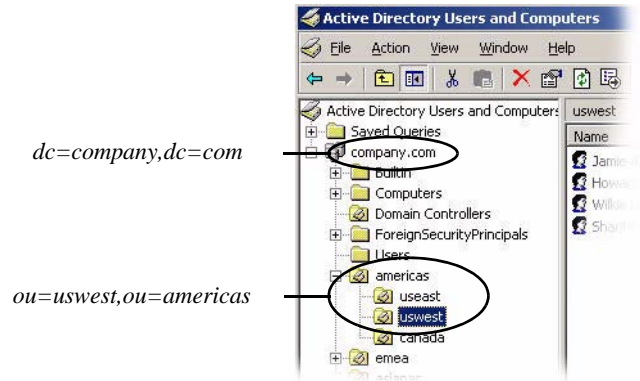 Active Directory Users and Computers
File Action View Window Help
Active Directory Users and Computers
uswest
Saved Queries
Name
dc=company,dc=com
company.com
Builtin
Computers
Domain Controllers
ForeignSecurityPrincipals
Users
americas
ou=uswest,ou=americas
useast
uswest
canada
emea